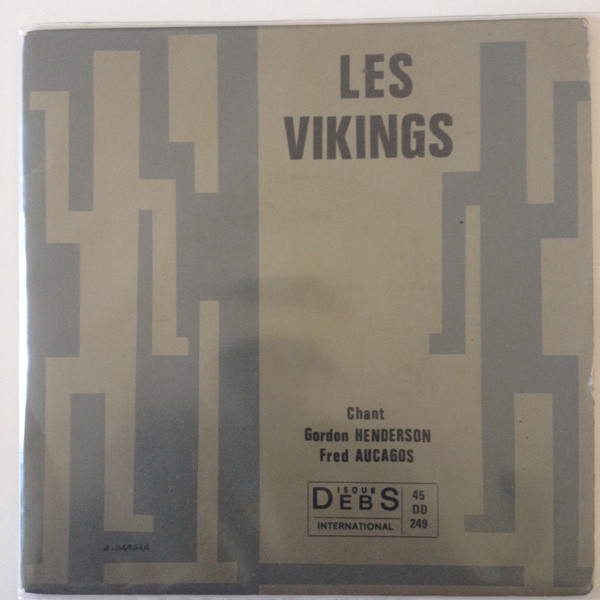 LES
VIKINGS
Chant
Gordon HENDERSON
Fred AUCAGOS
DISQUE
DEBS
INTERNATIONAL
45
DD
249